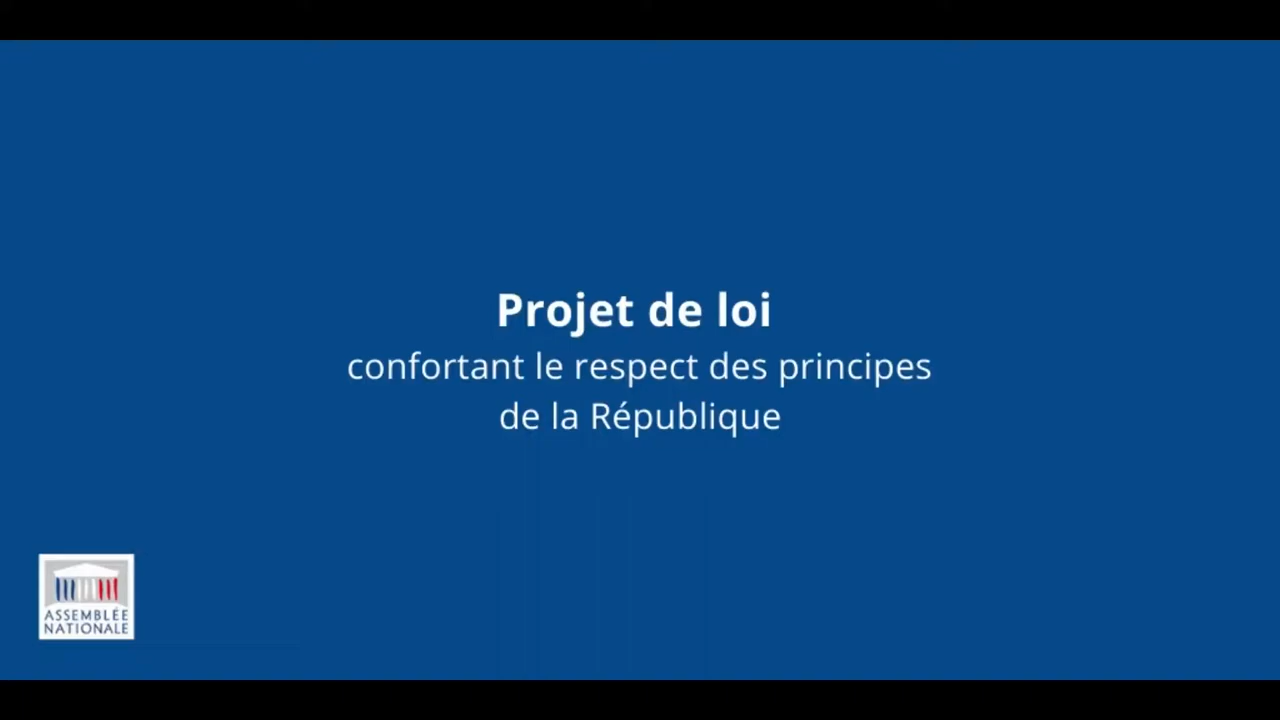 Projet de loi
confortant le respect des principes
de la République
ASSEMBLÉE
NATIONALE